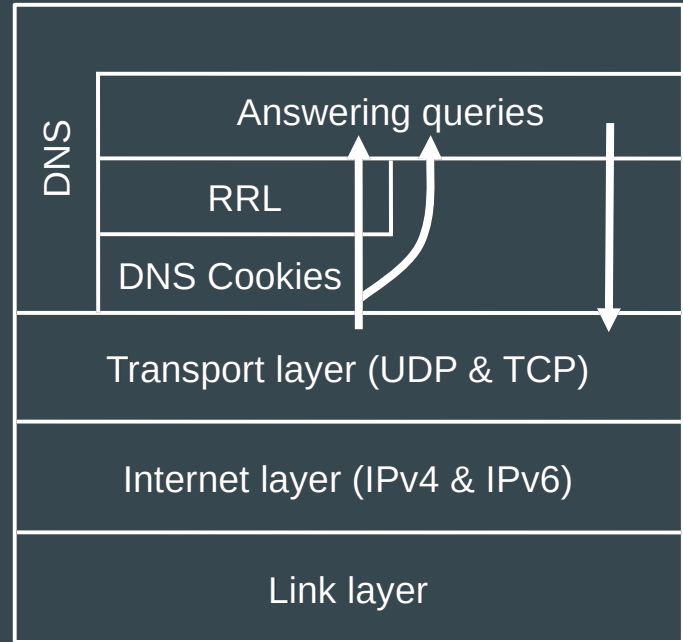 DNS
Answering queries
RRL
DNS Cookies
Transport layer (UDP & TCP)
Internet layer (IPv4 & IPv6)
Link layer